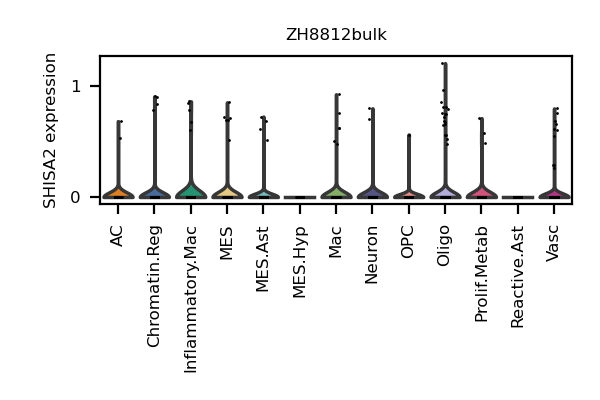 ZH8812bulk
SHISA2 expression
1
0
AC
Chromatin.Reg
Inflammatory.Mac
MES
MES.Ast
MES.Hyp
Mac
Neuron
OPC
Oligo
Prolif.Metab
Reactive.Ast
Vasc